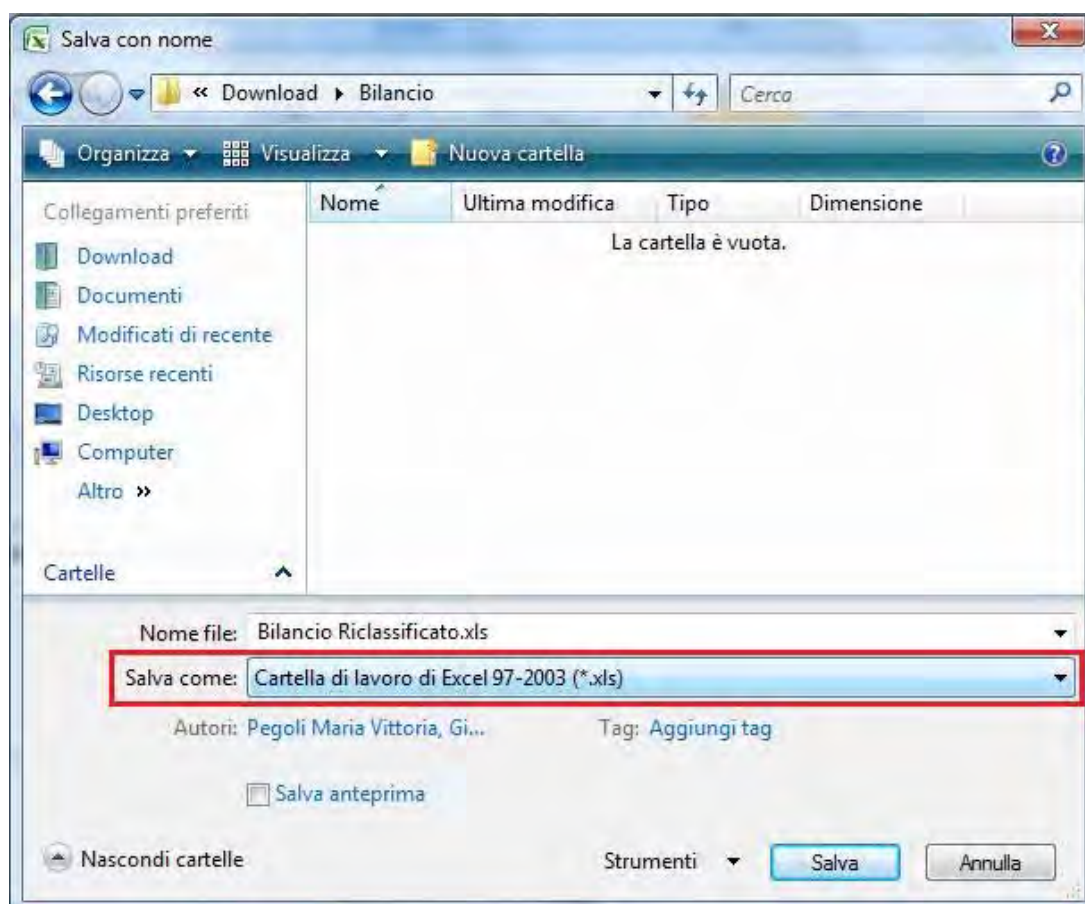 Salva con nome
« Download ▸ Bilancio
Cerca
Organizza
Visualizza
Nuova cartella
Collegamenti preferiti
Download
Documenti
Modificati di recente
Risorse recenti
Desktop
Computer
Altro »
Cartelle
Nome Ultima modifica Tipo Dimensione
La cartella è vuota.
Nome file: Bilancio Riclassificato.xls
Salva come: Cartella di lavoro di Excel 97-2003 (*.xls)
Autori: Pegoli Maria Vittoria, Gi... Tag: Aggiungi tag
Salva anteprima
Nascondi cartelle Strumenti Salva Annulla